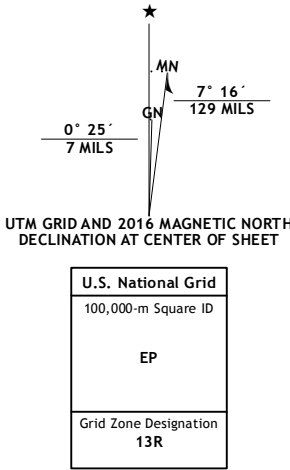 ★
MN
7° 16´
129 MILS
GN
0° 25´
7 MILS
UTM GRID AND 2016 MAGNETIC NORTH
DECLINATION AT CENTER OF SHEET
U.S. National Grid
100,000-m Square ID
EP
Grid Zone Designation
13R